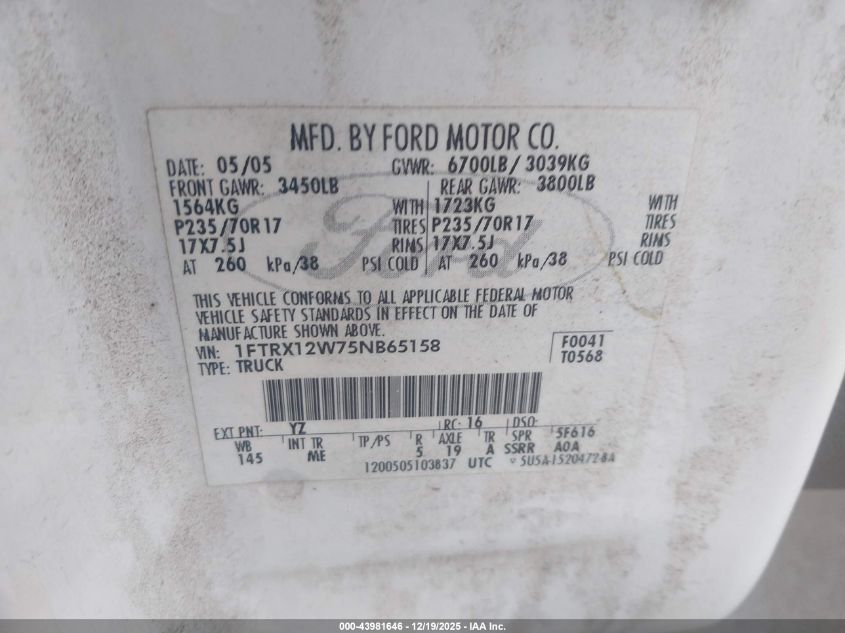 MFD. BY FORD MOTOR CO.
DATE: 05/05 GVWR: 6700LB/ 3039KG
FRONT GAWR: 3450LB REAR GAWR: 3800LB
1564KG WITH 1723KG WITH
P235/70R17 TIRES P235/70R17 TIRES
17X7.5J RIMS 17X7.5J RIMS
AT 260 kPa/38 PSI COLD AT 260 kPa/38 PSI COLD
Ford
THIS VEHICLE CONFORMS TO ALL APPLICABLE FEDERAL MOTOR
VEHICLE SAFETY STANDARDS IN EFFECT ON THE DATE OF
MANUFACTURE SHOWN ABOVE.
VIN: 1FTRX12W75NB65158 F0041
TYPE: TRUCK T0568
EXT PNT: YZ RC: 16 DSO:
WB INT TR TP/PS R AXLE TR SPR 5F616
145 ME 5 19 A SSRR AOA
1200505103837 UTC 5U5A-1520472-BA
000-43981646 - 12/19/2025 - IAA Inc.